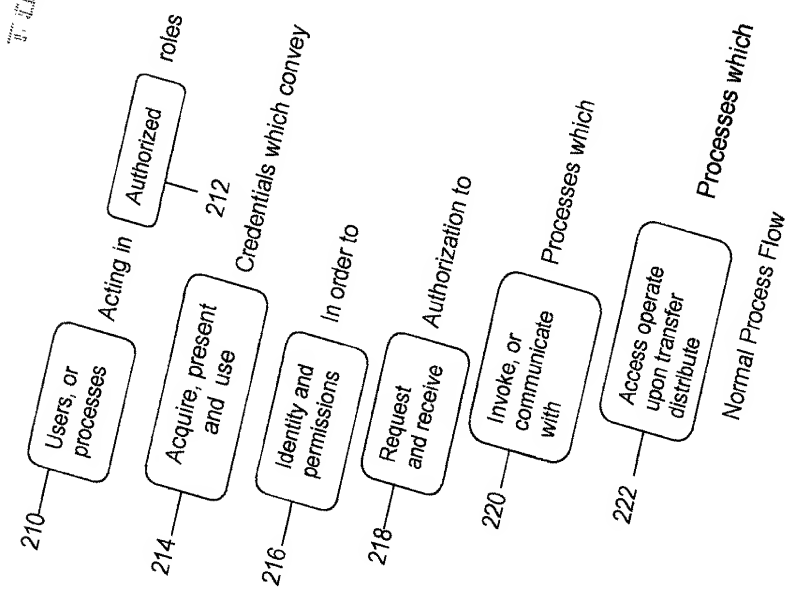 Users, or
processes
Acting in
Authorized
roles
210
212
Acquire, present
and use
Credentials which convey
214
Identity and
permissions
In order to
216
Request
and receive
Authorization to
218
Invoke, or
communicate
with
Processes which
220
Access operate
upon transfer
distribute
Processes which
222
Normal Process Flow